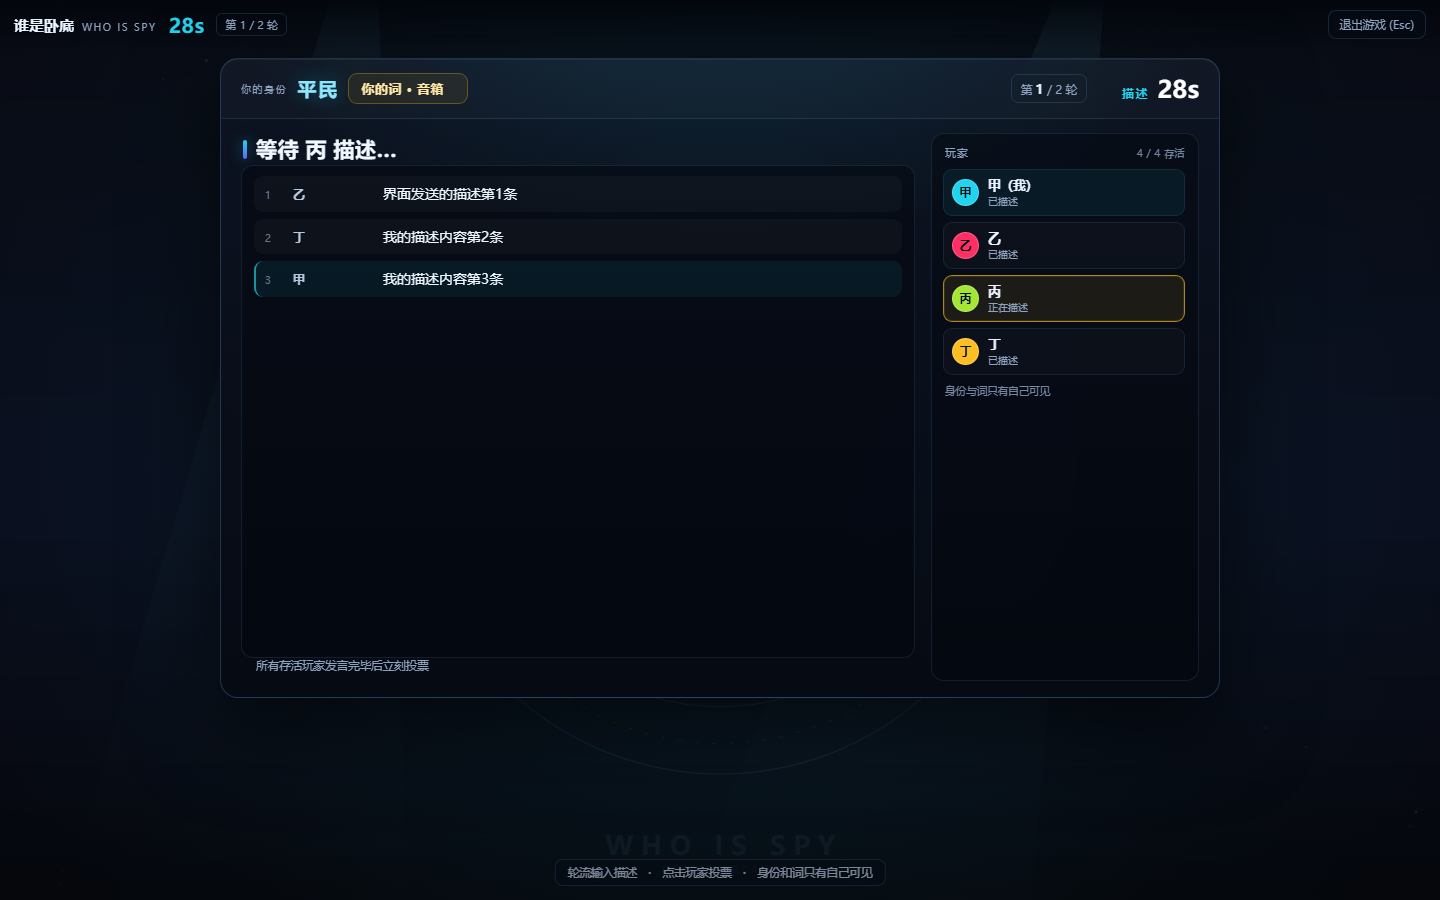 谁是卧底 WHO IS SPY 28s 第 1 / 2 轮
退出游戏 (Esc)
你的身份 平民 你的词 • 音箱
第 1 / 2 轮 描述 28s
等待 丙 描述...
1 乙 界面发送的描述第1条
2 丁 我的描述内容第2条
3 甲 我的描述内容第3条
所有存活玩家发言完毕后立刻投票
玩家 4 / 4 存活
甲 甲 (我)
已描述
乙 乙
已描述
丙 丙
正在描述
丁 丁
已描述
身份与词只有自己可见
WHO IS SPY
轮流输入描述 · 点击玩家投票 · 身份和词只有自己可见